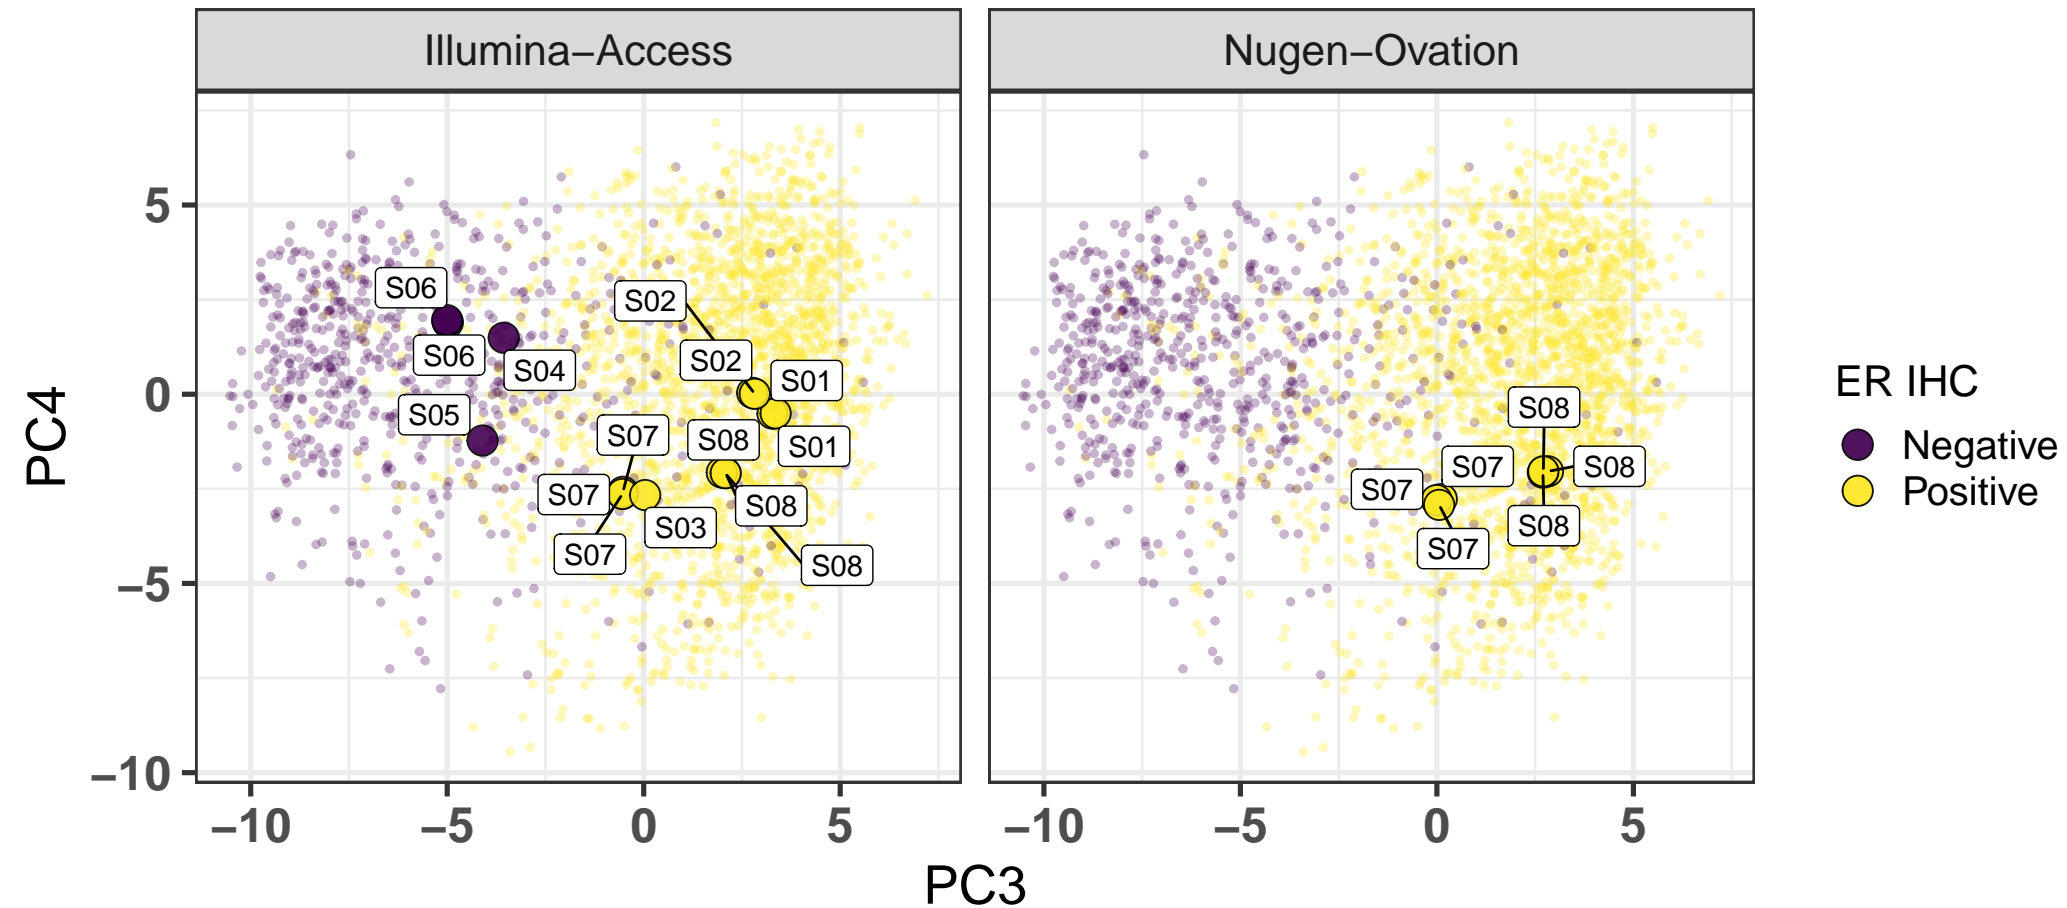 Illumina−Access
Nugen−Ovation
PC4
5
0
−5
−10
S06
S06
S04
S05
S02
S02
S01
S01
S07
S08
S07
S08
S03
S07
S08
S08
S07
S08
S07
S08
S07
−10
−5
0
5
−10
−5
0
5
PC3
ER IHC
Negative
Positive